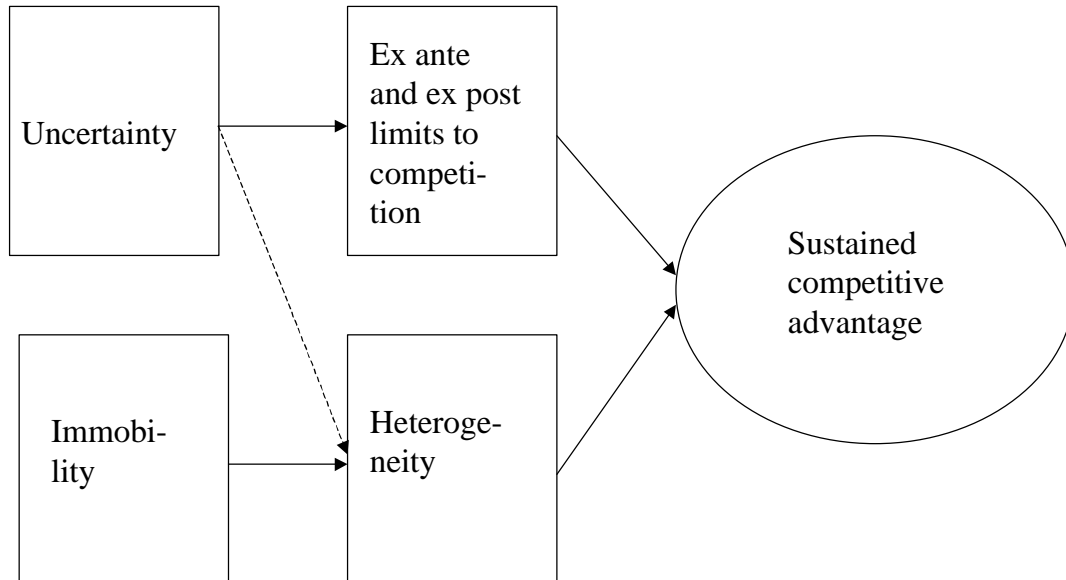 Uncertainty
Ex ante
and ex post
limits to
competi-
tion
Sustained
competitive
advantage
Immobi-
lity
Heteroge-
neity